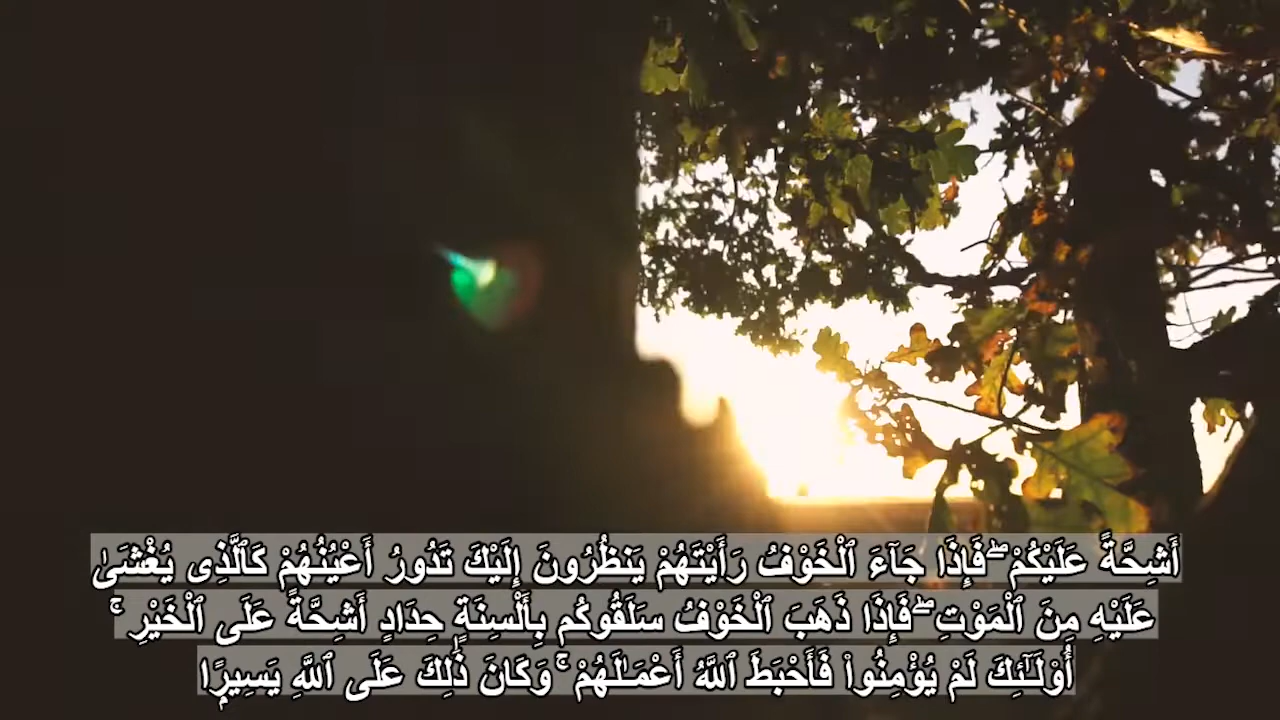 أَشِحَّةً عَلَيْكُمْ ۖ فَإِذَا جَآءَ ٱلْخَوْفُ رَأَيْتَهُمْ يَنظُرُونَ إِلَيْكَ تَدُورُ أَعْيُنُهُمْ كَٱلَّذِى يُغْشَىٰ
عَلَيْهِ مِنَ ٱلْمَوْتِ ۖ فَإِذَا ذَهَبَ ٱلْخَوْفُ سَلَقُوكُم بِأَلْسِنَةٍ حِدَادٍ أَشِحَّةً عَلَى ٱلْخَيْرِ ۚ
أُو۟لَـٰٓئِكَ لَمْ يُؤْمِنُوا۟ فَأَحْبَطَ ٱللَّهُ أَعْمَـٰلَهُمْ ۚ وَكَانَ ذَٰلِكَ عَلَى ٱللَّهِ يَسِيرًا